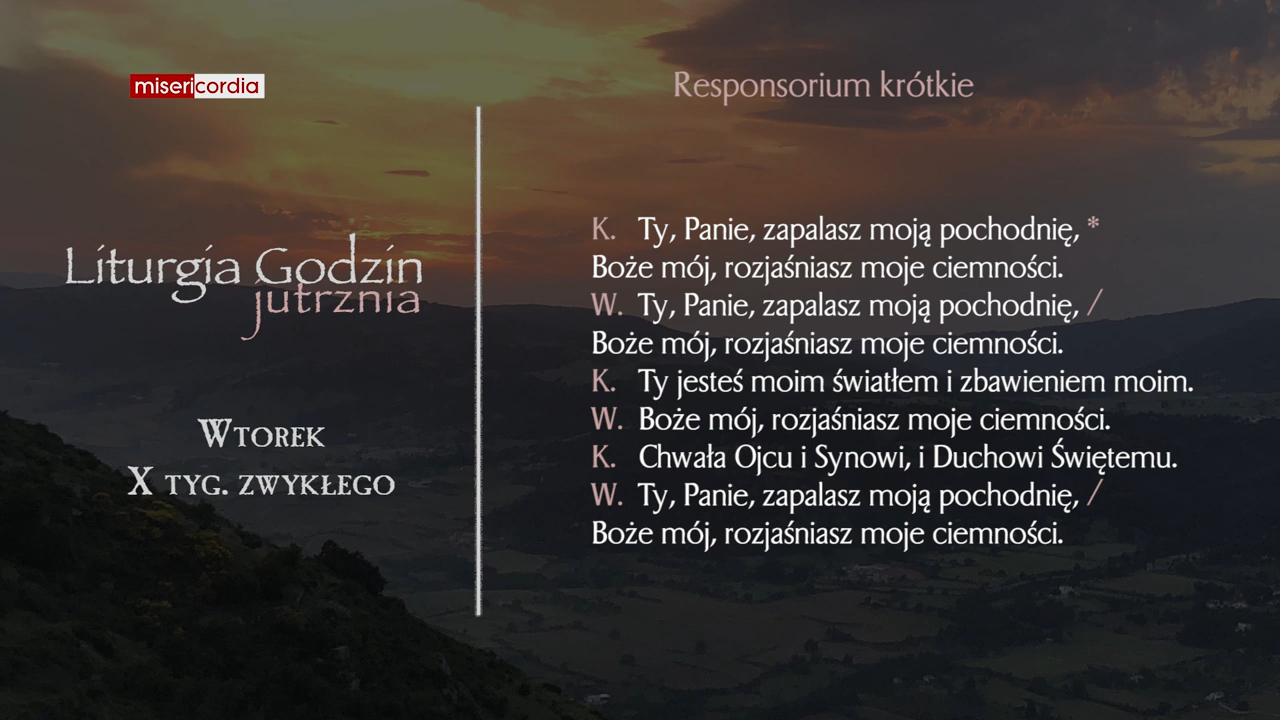 misericordia
Liturgia Godzin
jutrznia
Wtorek
X tyg. zwykłego
Responsorium krótkie
K. Ty, Panie, zapalasz moją pochodnię, *
Boże mój, rozjaśniasz moje ciemności.
W. Ty, Panie, zapalasz moją pochodnię, /
Boże mój, rozjaśniasz moje ciemności.
K. Ty jesteś moim światłem i zbawieniem moim.
W. Boże mój, rozjaśniasz moje ciemności.
K. Chwała Ojcu i Synowi, i Duchowi Świętemu.
W. Ty, Panie, zapalasz moją pochodnię, /
Boże mój, rozjaśniasz moje ciemności.